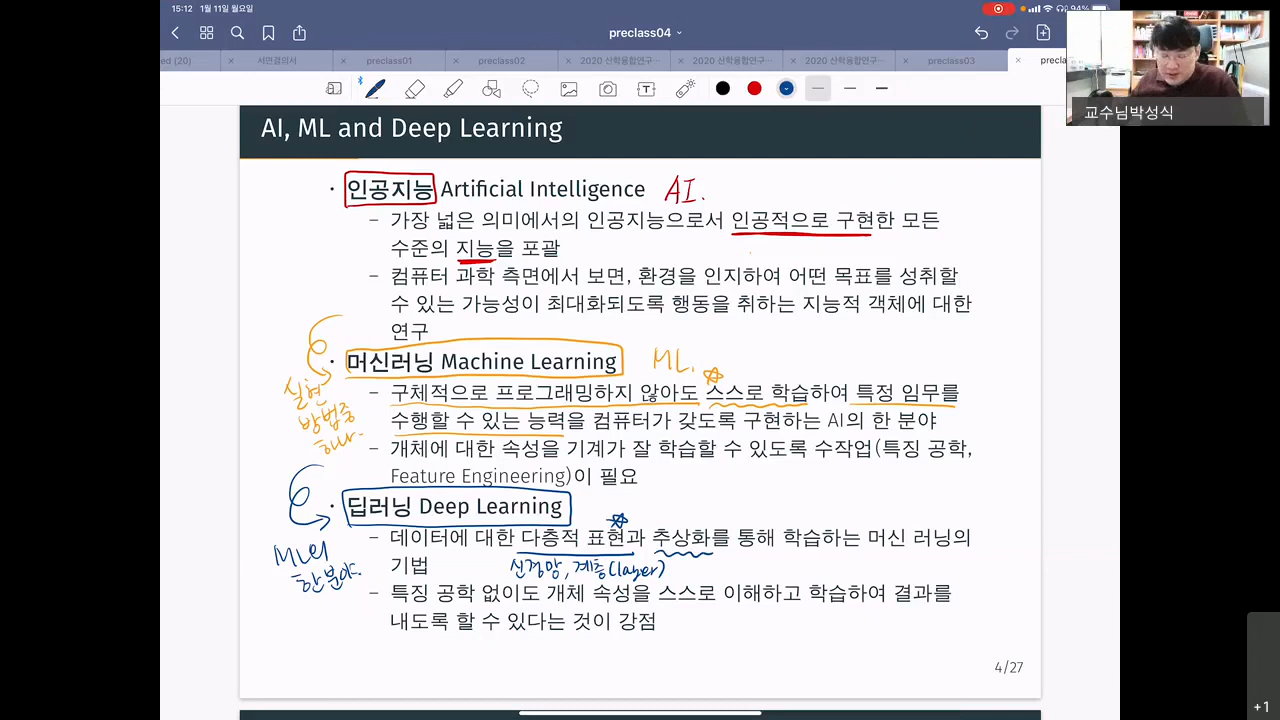 15:12 1월 11일 월요일
94%
preclass04
ed (20)
서면결의서
preclass01
preclass02
2020 산학융합연구…
2020 산학융합연구…
2020 산학융합연구…
preclass03
precla
교수님박성식
AI, ML and Deep Learning
• 인공지능 Artificial Intelligence AI.
– 가장 넓은 의미에서의 인공지능으로서 인공적으로 구현한 모든
수준의 지능을 포괄
– 컴퓨터 과학 측면에서 보면, 환경을 인지하여 어떤 목표를 성취할
수 있는 가능성이 최대화되도록 행동을 취하는 지능적 객체에 대한
연구
• 머신러닝 Machine Learning ML.
실현
방법중
하나.
– 구체적으로 프로그래밍하지 않아도 스스로 학습하여 특정 임무를
수행할 수 있는 능력을 컴퓨터가 갖도록 구현하는 AI의 한 분야
– 개체에 대한 속성을 기계가 잘 학습할 수 있도록 수작업(특징 공학,
Feature Engineering)이 필요
• 딥러닝 Deep Learning
ML의
한 분야.
– 데이터에 대한 다층적 표현과 추상화를 통해 학습하는 머신 러닝의
기법
신경망, 계층(layer)
– 특징 공학 없이도 개체 속성을 스스로 이해하고 학습하여 결과를
내도록 할 수 있다는 것이 강점
4/27
+1